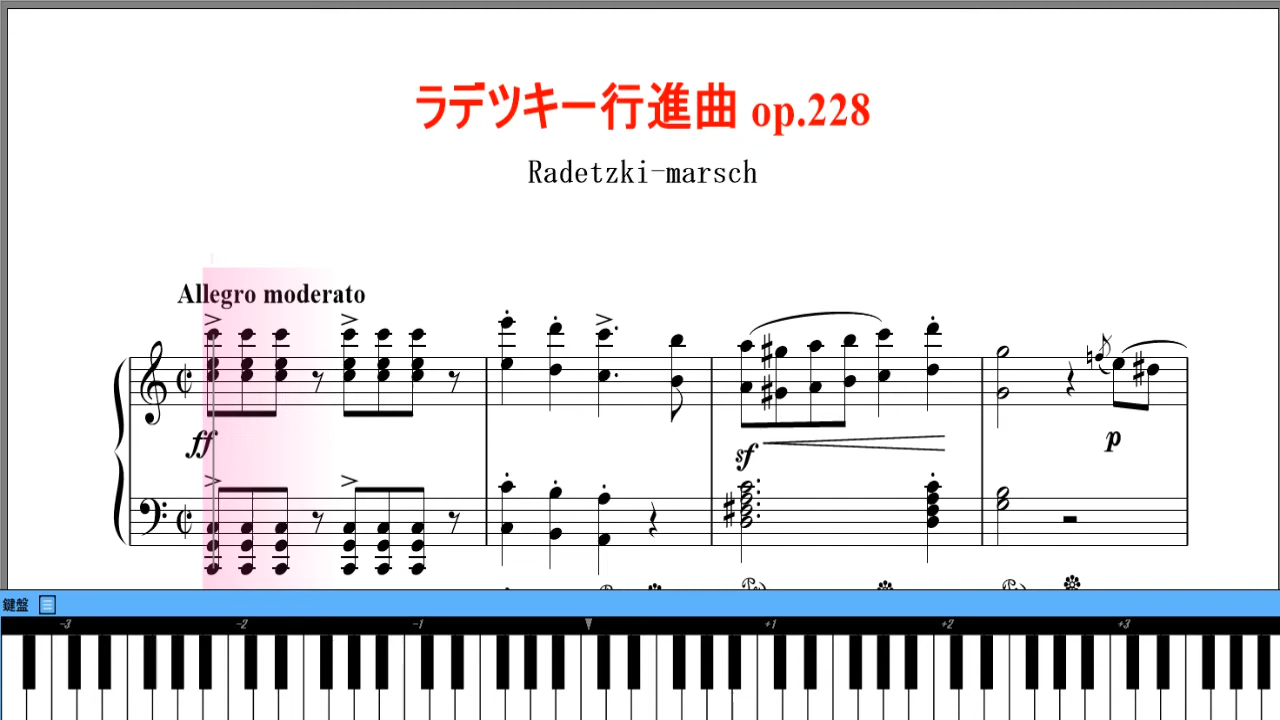 ラデツキー行進曲 op.228
Radetzki-marsch
Allegro moderato
ff
sf
p
鍵盤
-3 -2 -1 +1 +2 +3